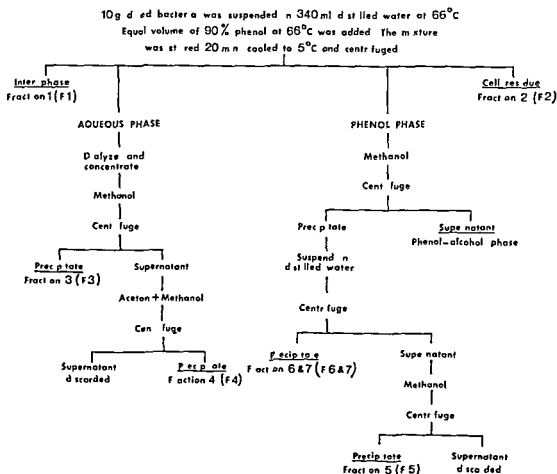 10g d ed bacter a was suspended n 340 ml d st lled water at 66°C
Equal volume of 90% phenol at 66°C was added The m xture
was st red 20 m n cooled to 5°C and centr fuged
Inter phase
Fract on 1 (F1)
Cell res due
Fract on 2 (F2)
AQUEOUS PHASE
D alyze and
concentrate
Methanol
Cent fuge
Prec p tate
Fract on 3 (F3)
Supernatant
Aceton + Methanol
Cen fuge
Supernatant
d scarded
P ec p ate
F action 4 (F4)
PHENOL PHASE
Methanol
Cent fuge
Prec p tate
Suspend n
d st lled water
Supe natant
Phenol-alcohol phase
Centr fuge
P ecip tate
F act on 6 & 7 (F 6 & 7)
Supe natant
Methanol
Centr fuge
Precip tate
Fract on 5 (F 5)
Supernatant
d sca ded